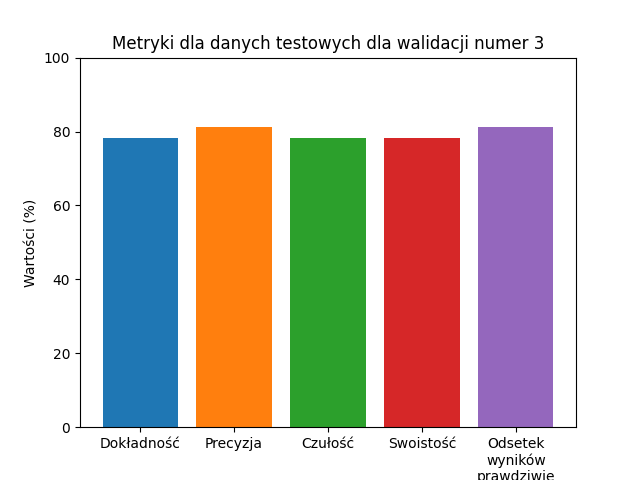 Metryki dla danych testowych dla walidacji numer 3
Wartości (%)
100
80
60
40
20
0
Dokładność
Precyzja
Czułość
Swoistość
Odsetek
wyników
prawdziwie